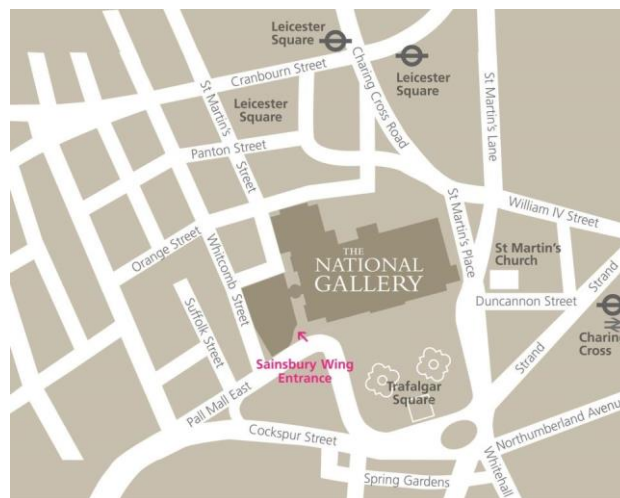 Leicester
Square
Cranbourn Street
Leicester
Square
Leicester
Square
Charing Cross Road
St Martin's Lane
St Martin's
Street
Panton Street
William IV Street
St Martin's Place
Orange Street
Whitcomb Street
THE
NATIONAL
GALLERY
St Martin's
Church
Strand
Duncannon Street
Charing
Cross
Suffolk Street
Sainsbury Wing
Entrance
Trafalgar
Square
Strand
Pall Mall East
Cockspur Street
Northumberland Avenu
Whitehall
Spring Gardens